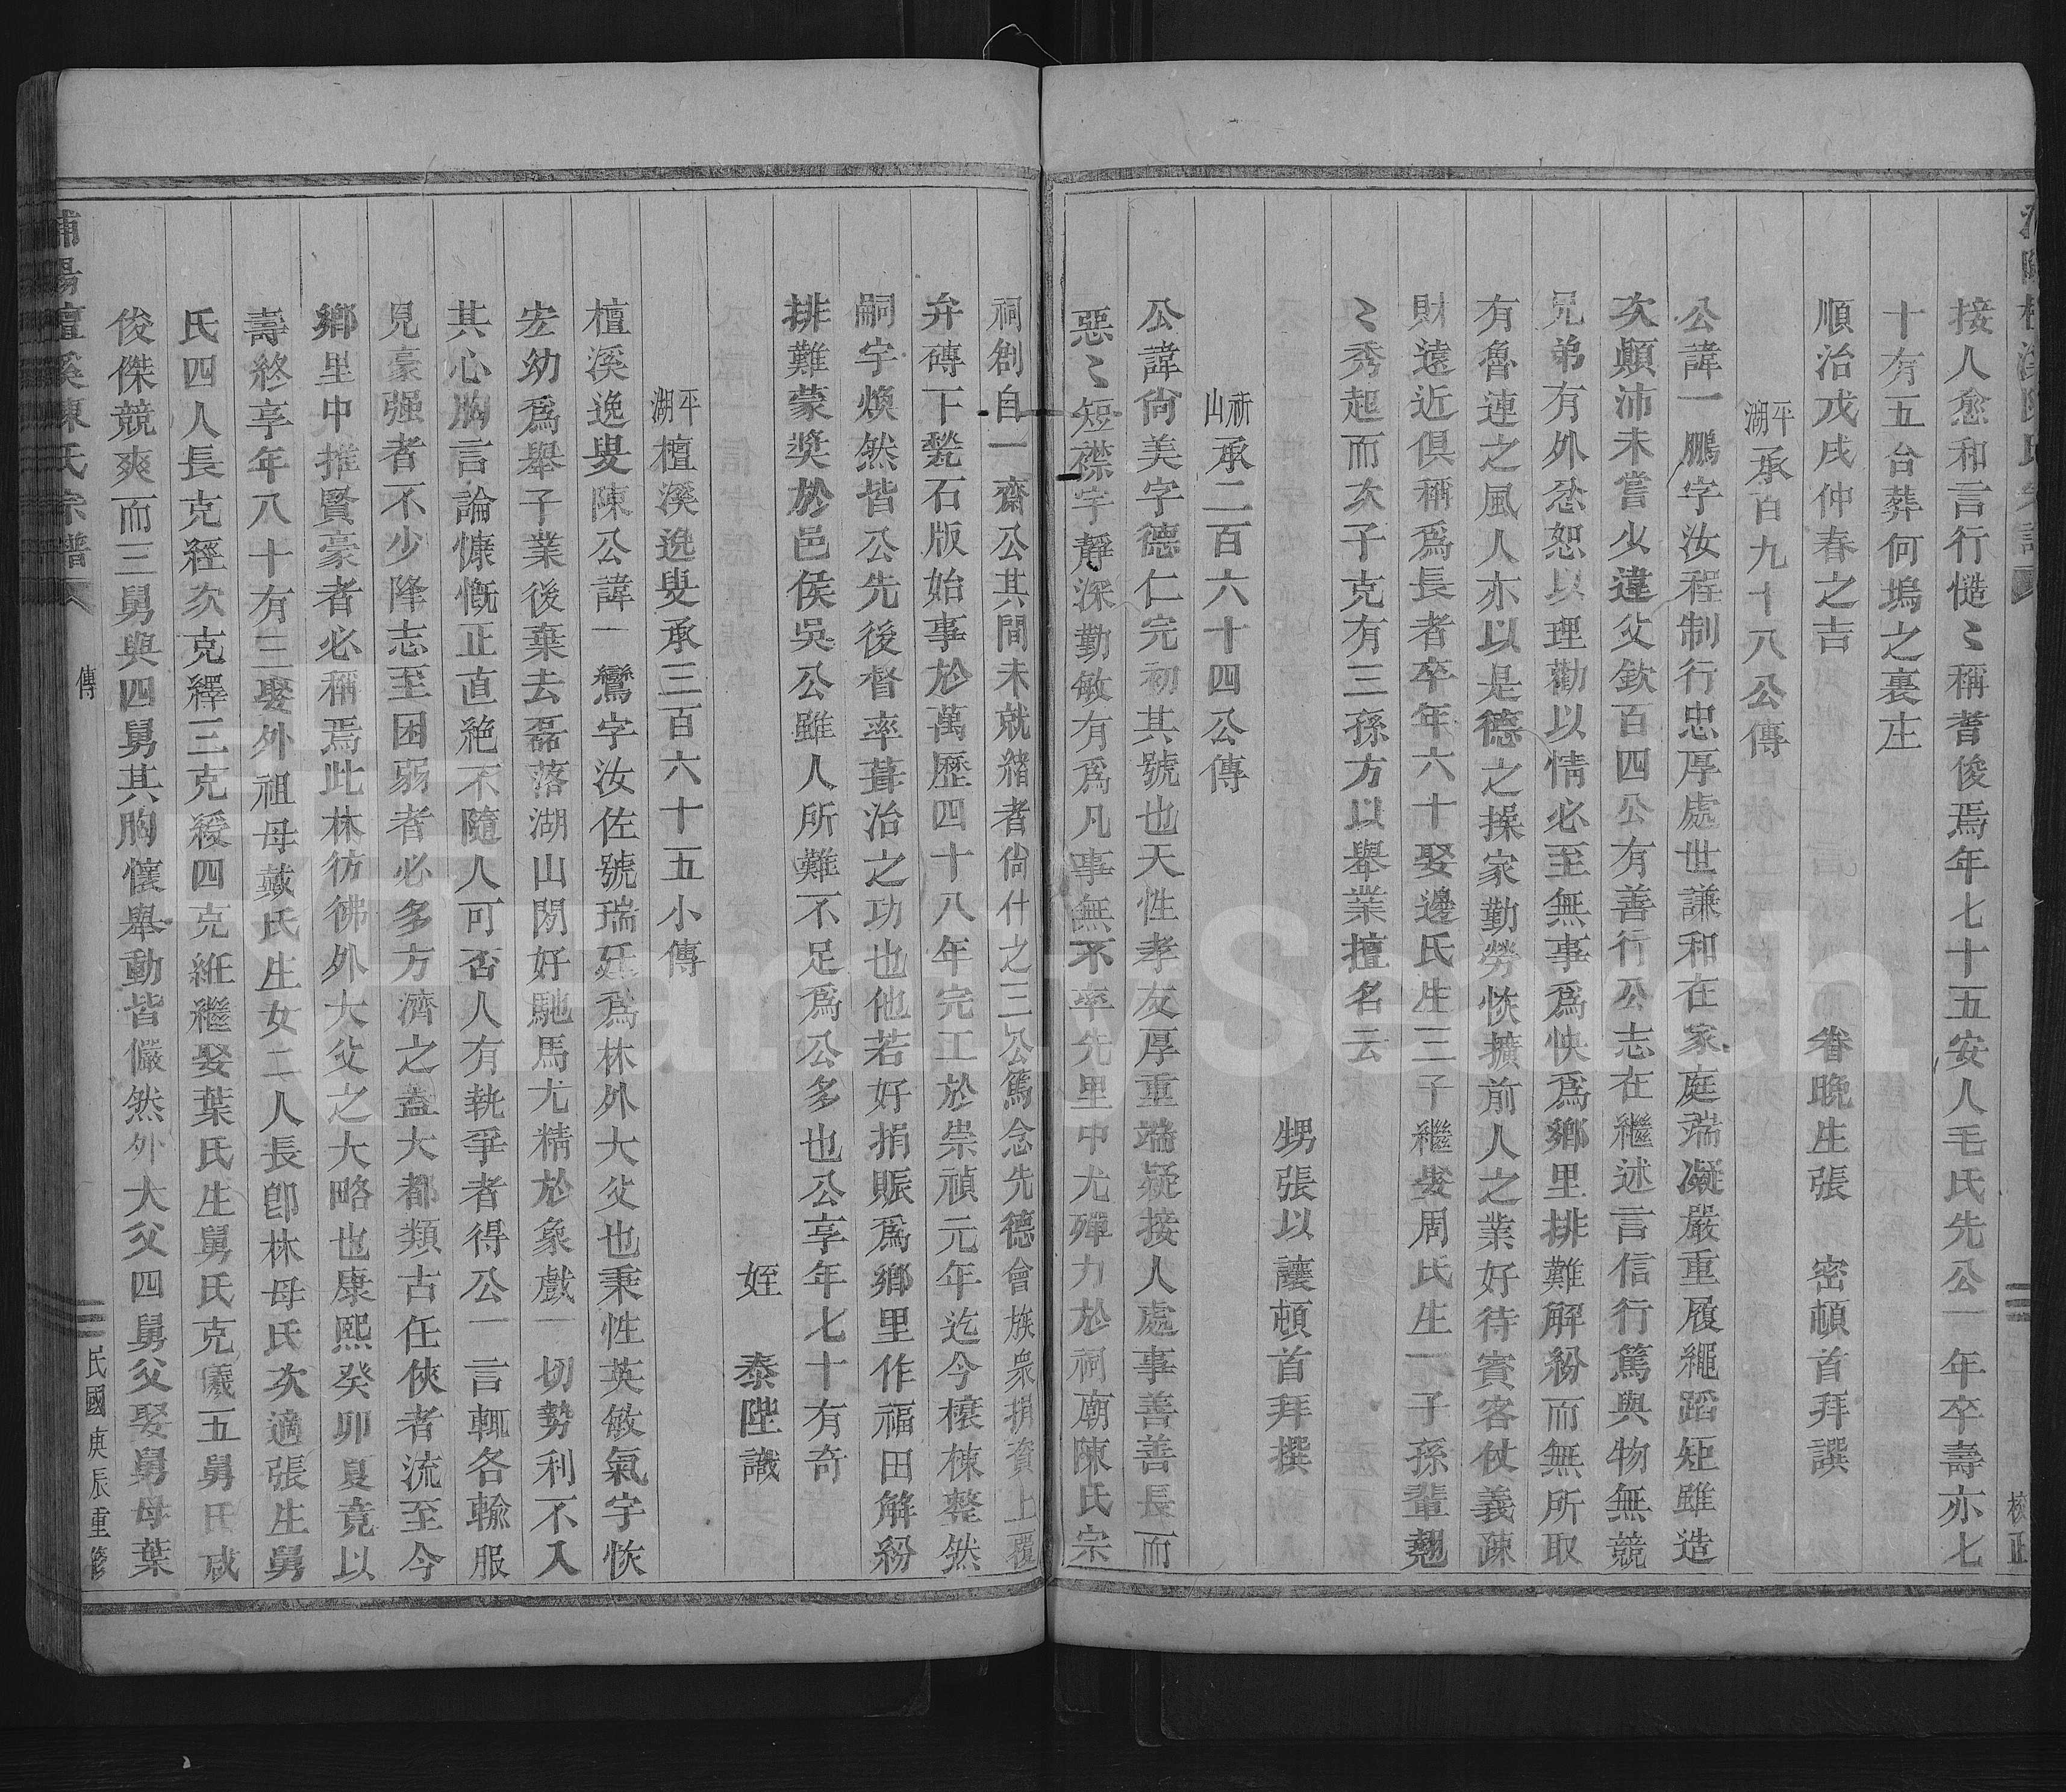 接人愈和言行慥〻稱耆俊焉年七十五安人毛氏先公一年卒壽亦七
十有五台葬何塢之裏庄
順治戊戌仲春之吉　眷晚生張　密頓首拜譔
平湖承百九十八公傳
公諱一鵬字汝程制行忠厚處世謙和在家庭端凝嚴重履繩蹈矩雖造
次顛沛未嘗少違父欽百四公有善行公志在繼述言信行篤與物無競
兄弟有外忿恕以理勸以情必至無事爲快爲鄉里排難解紛而無所取
有魯連之風人亦以是德之操家勤勞恢擴前人之業好待賓客仗義疎
財遠近俱稱爲長者卒年六十娶邊氏生三子繼娶周氏生一子孫輩翹
〻秀起而次子克有三孫方以舉業擅名云
甥張以讓頓首拜撰
祈山承二百六十四公傳
公諱尙美字德仁完初其號也天性孝友厚重端疑接人處事善善長而
惡〻短襟宇靜深勤敏有爲凡事無不率先里中尤殫力於祠廟陳氏宗
祠創自一齋公其間未就緒者尙什之三公篤念先德會族衆捐資上覆
弁磚下甃石版始事於萬歷四十八年完工於崇禎元年迄今榱棟整然
嗣宇煥然皆公先後督率葺治之功也他若好捐賑爲鄉里作福田解紛
排難蒙奬於邑侯吳公雖人所難不足爲公多也公享年七十有奇
姪　泰陛識
平湖檀溪逸叟承三百六十五小傳
檀溪逸叟陳公諱一鸞字汝佐號瑞廷爲林外大父也秉性英敏氣宇恢
宏幼爲舉子業後棄去磊落湖山閒好馳馬尤精於象戲一切勢利不入
其心胸言論慷慨正直絶不隨人可否人有執爭者得公一言輒各輸服
見豪强者不少降志至困弱者必多方濟之蓋大都類古任俠者流至今
鄉里中推賢豪者必稱焉此林彷彿外大父之大略也康熙癸卯夏竟以
壽終享年八十有三娶外祖母戴氏生女二人長卽林母氏次適張生舅
氏四人長克經次克繹三克綬四克紝繼娶葉氏生舅氏克儀五舅氏咸
俊傑競爽而三舅與四舅其胸懷舉動皆儼然外大父四舅父娶舅母葉
浦陽檀溪陳氏宗譜　傳　民國庚辰重修